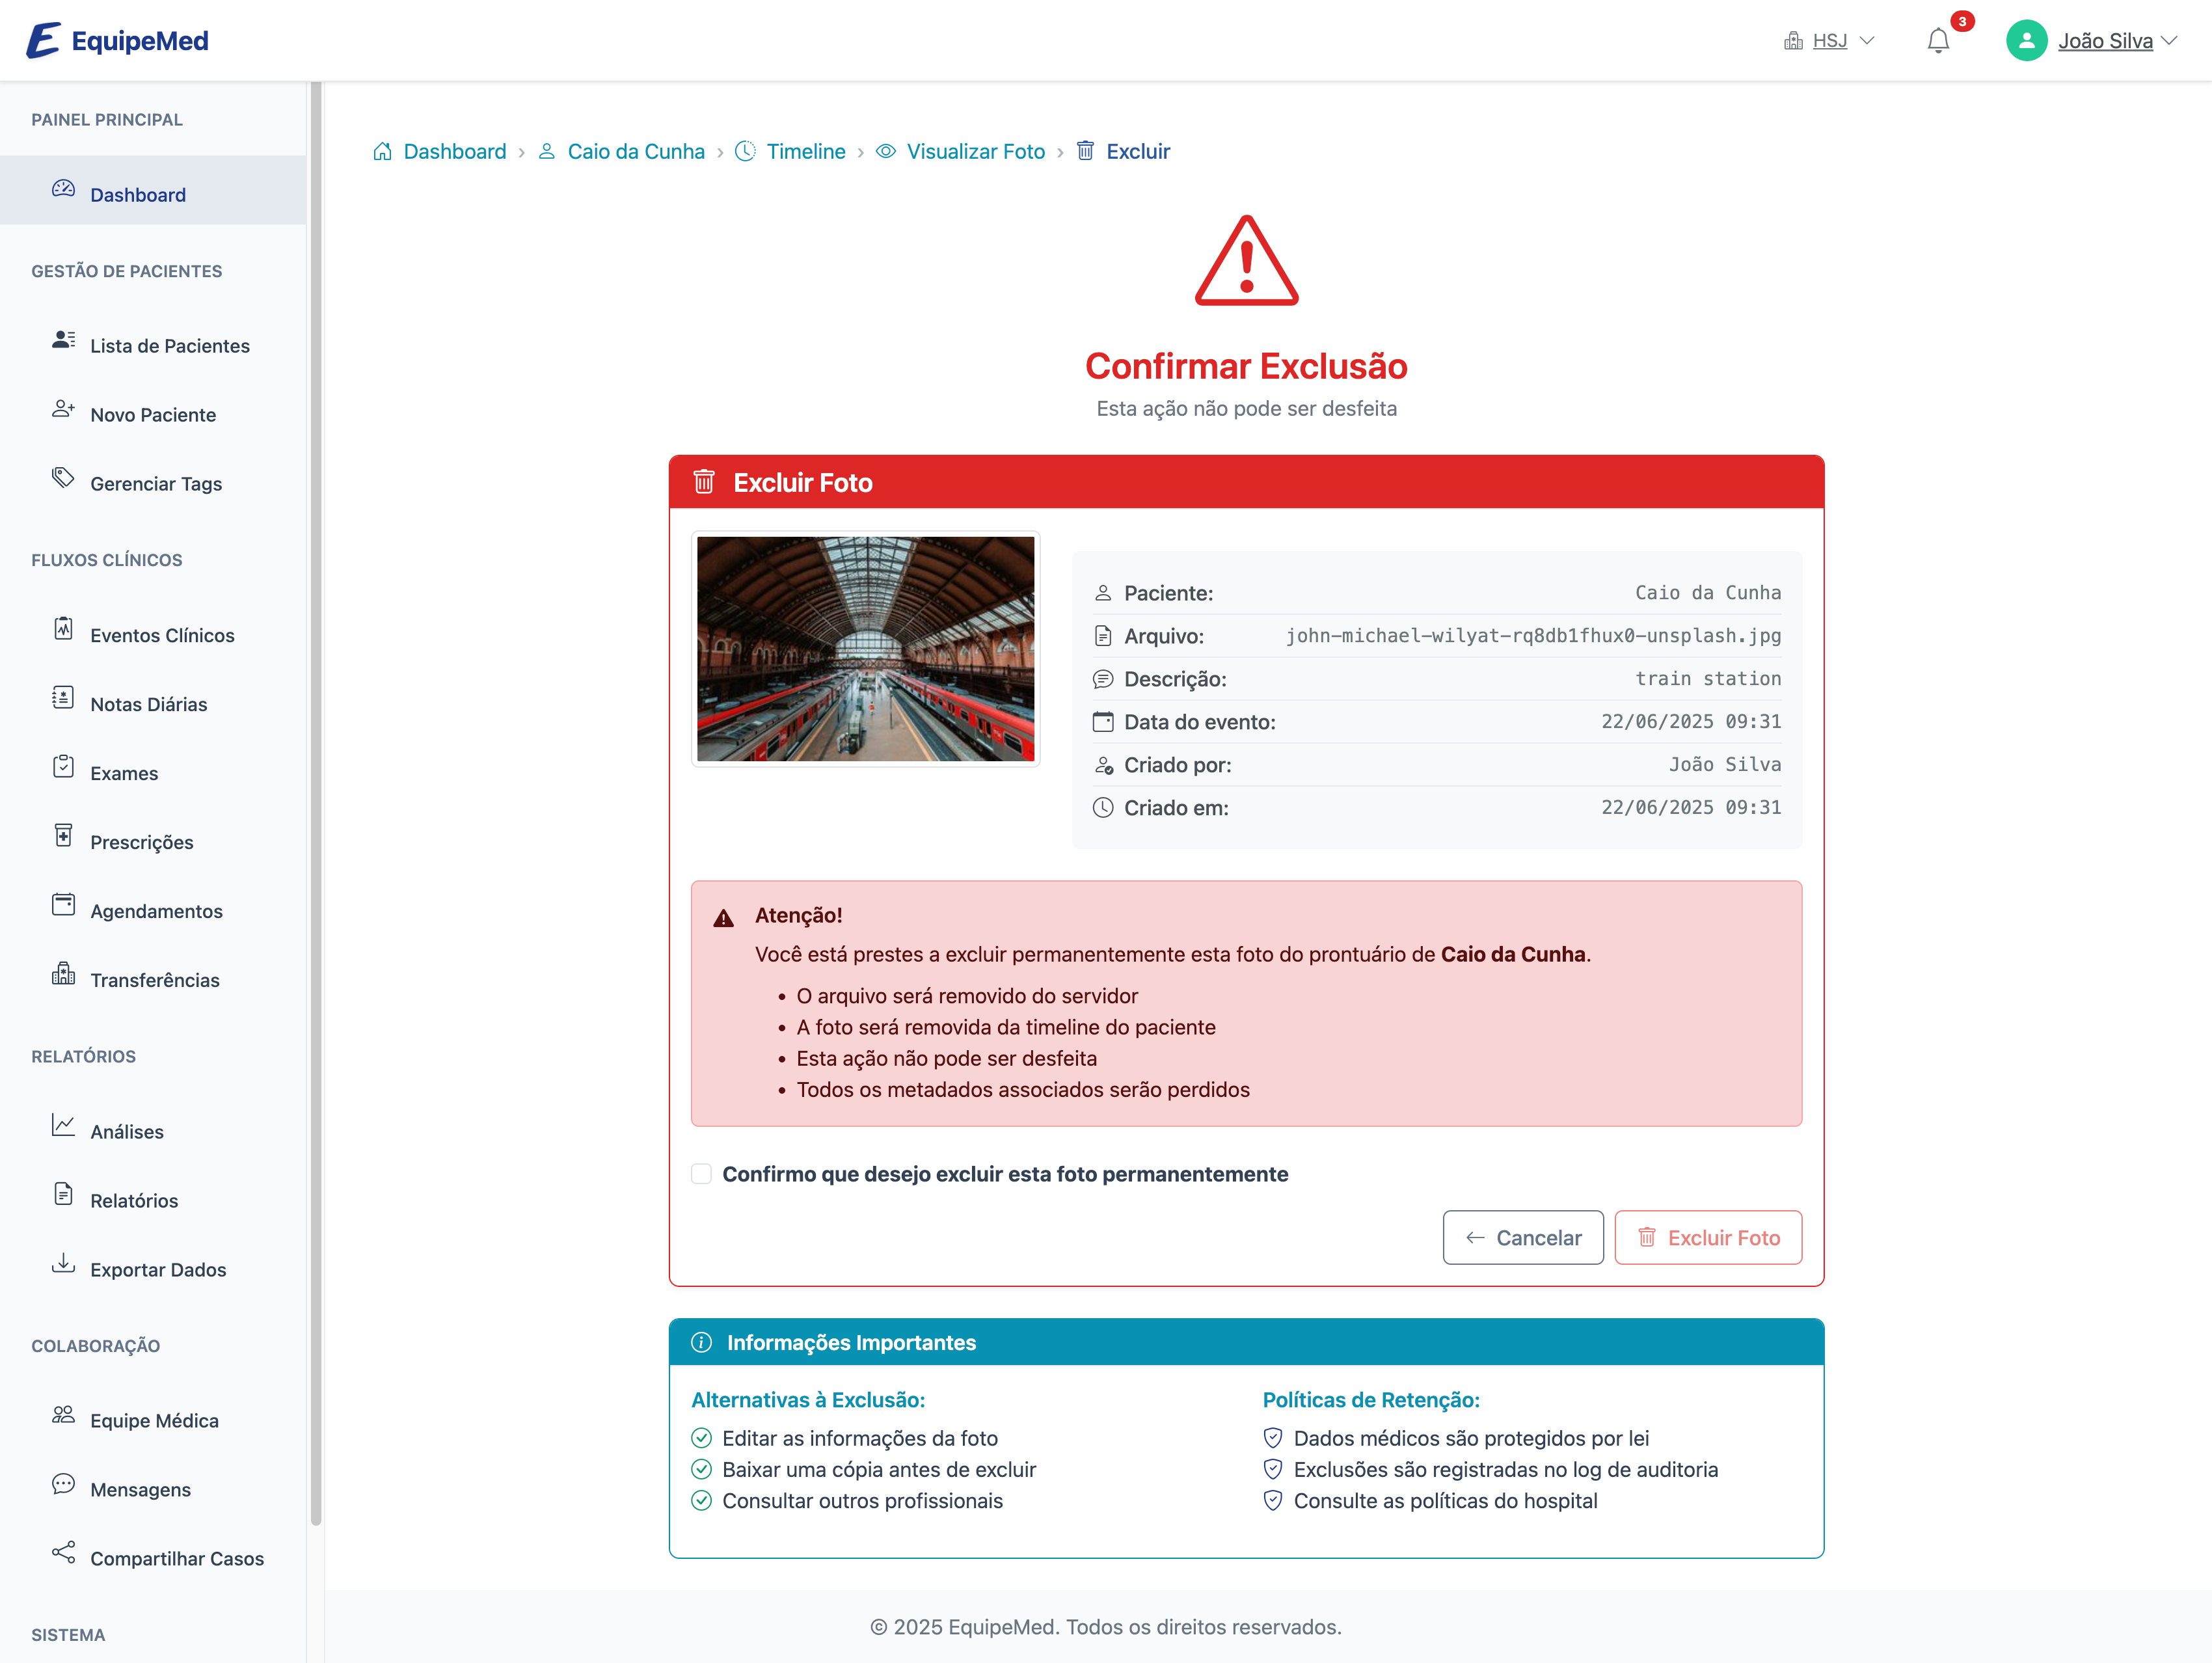 EquipeMed
HSJ
3
João Silva
PAINEL PRINCIPAL
Dashboard
GESTÃO DE PACIENTES
Lista de Pacientes
Novo Paciente
Gerenciar Tags
FLUXOS CLÍNICOS
Eventos Clínicos
Notas Diárias
Exames
Prescrições
Agendamentos
Transferências
RELATÓRIOS
Análises
Relatórios
Exportar Dados
COLABORAÇÃO
Equipe Médica
Mensagens
Compartilhar Casos
SISTEMA
Dashboard › Caio da Cunha › Timeline › Visualizar Foto › Excluir
Confirmar Exclusão
Esta ação não pode ser desfeita
Excluir Foto
Paciente: Caio da Cunha
Arquivo: john-michael-wilyat-rq8db1fhux0-unsplash.jpg
Descrição: train station
Data do evento: 22/06/2025 09:31
Criado por: João Silva
Criado em: 22/06/2025 09:31
Atenção!
Você está prestes a excluir permanentemente esta foto do prontuário de Caio da Cunha.
• O arquivo será removido do servidor
• A foto será removida da timeline do paciente
• Esta ação não pode ser desfeita
• Todos os metadados associados serão perdidos
Confirmo que desejo excluir esta foto permanentemente
Cancelar
Excluir Foto
Informações Importantes
Alternativas à Exclusão:
Editar as informações da foto
Baixar uma cópia antes de excluir
Consultar outros profissionais
Políticas de Retenção:
Dados médicos são protegidos por lei
Exclusões são registradas no log de auditoria
Consulte as políticas do hospital
© 2025 EquipeMed. Todos os direitos reservados.